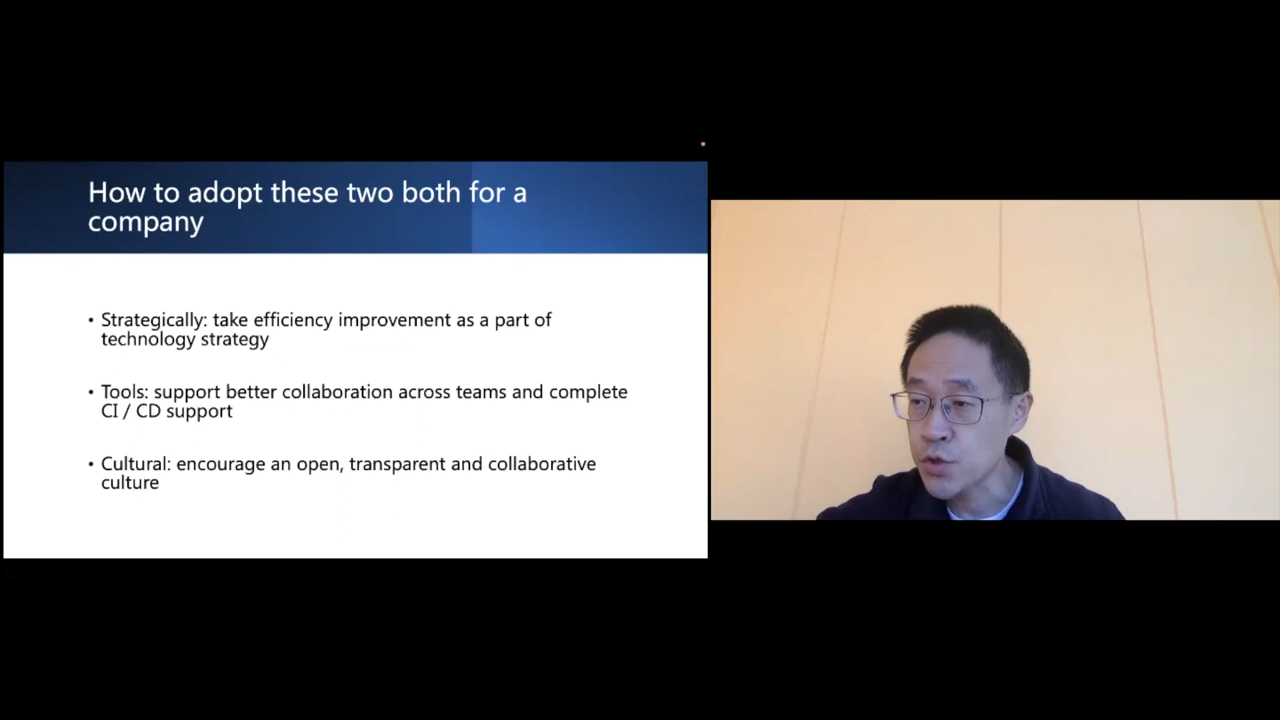 How to adopt these two both for a
company
• Strategically: take efficiency improvement as a part of
technology strategy
• Tools: support better collaboration across teams and complete
CI / CD support
• Cultural: encourage an open, transparent and collaborative
culture